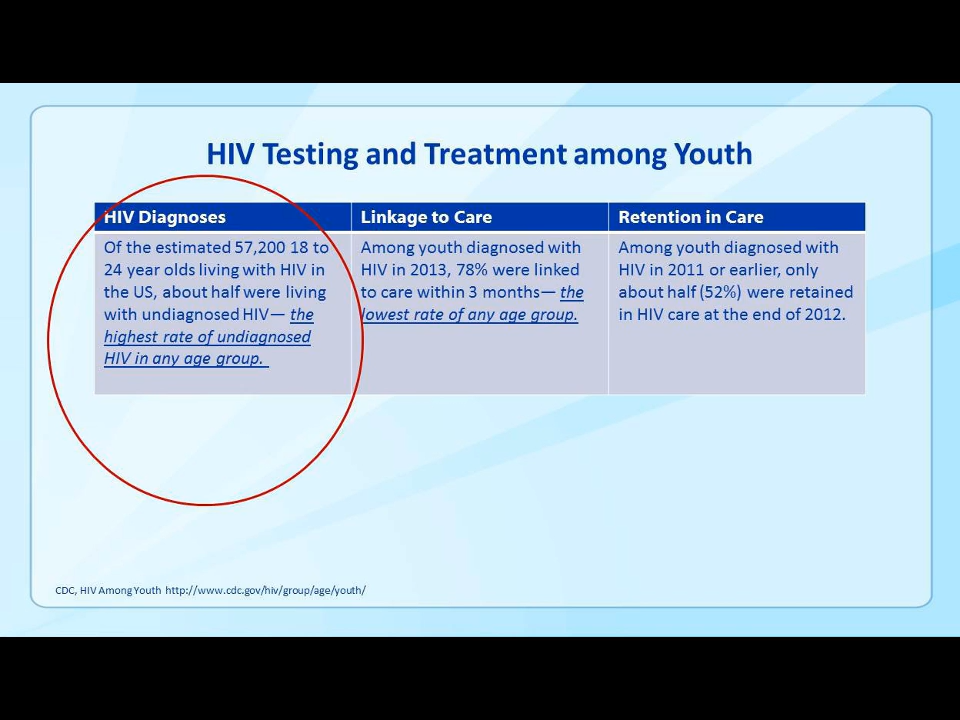 HIV Testing and Treatment among Youth
HIV Diagnoses
Of the estimated 57,200 18 to
24 year olds living with HIV in
the US, about half were living
with undiagnosed HIV— the
highest rate of undiagnosed
HIV in any age group.
Linkage to Care
Among youth diagnosed with
HIV in 2013, 78% were linked
to care within 3 months— the
lowest rate of any age group.
Retention in Care
Among youth diagnosed with
HIV in 2011 or earlier, only
about half (52%) were retained
in HIV care at the end of 2012.
CDC, HIV Among Youth http://www.cdc.gov/hiv/group/age/youth/